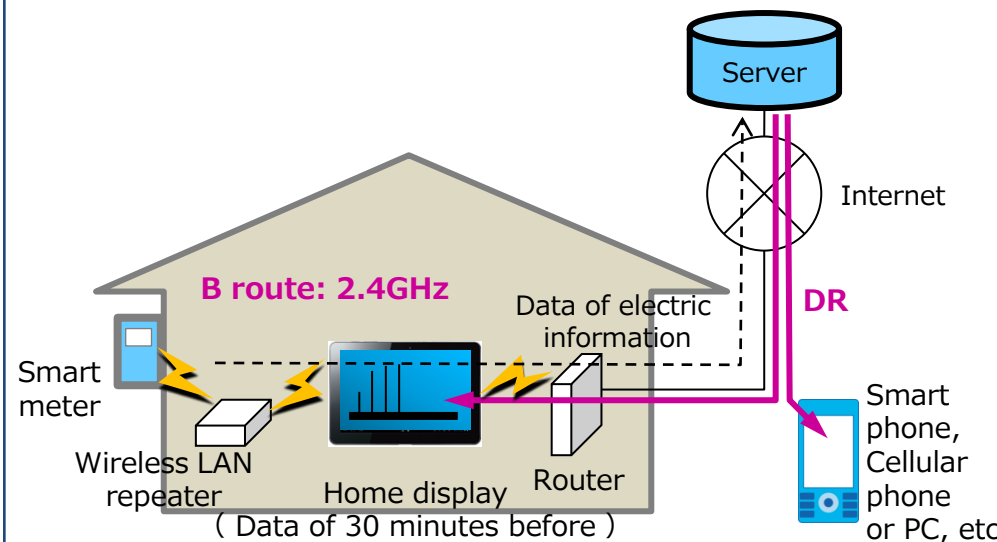 Server
Internet
B route: 2.4GHz
Data of electric
information
DR
Smart
meter
Wireless LAN
repeater
Home display
( Data of 30 minutes before )
Router
Smart
phone,
Cellular
phone
or PC, etc